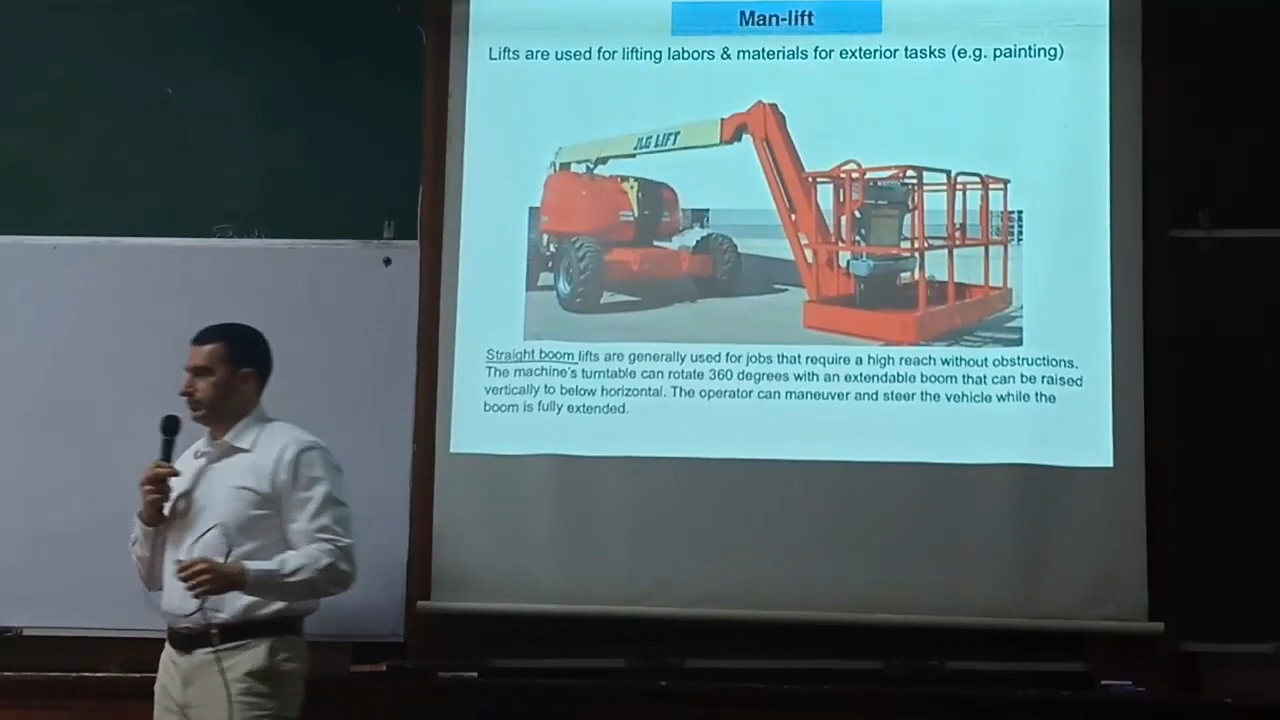 Man-lift
Lifts are used for lifting labors & materials for exterior tasks (e.g. painting)
JLG LIFT
Straight boom lifts are generally used for jobs that require a high reach without obstructions.
The machine's turntable can rotate 360 degrees with an extendable boom that can be raised
vertically to below horizontal. The operator can maneuver and steer the vehicle while the
boom is fully extended.